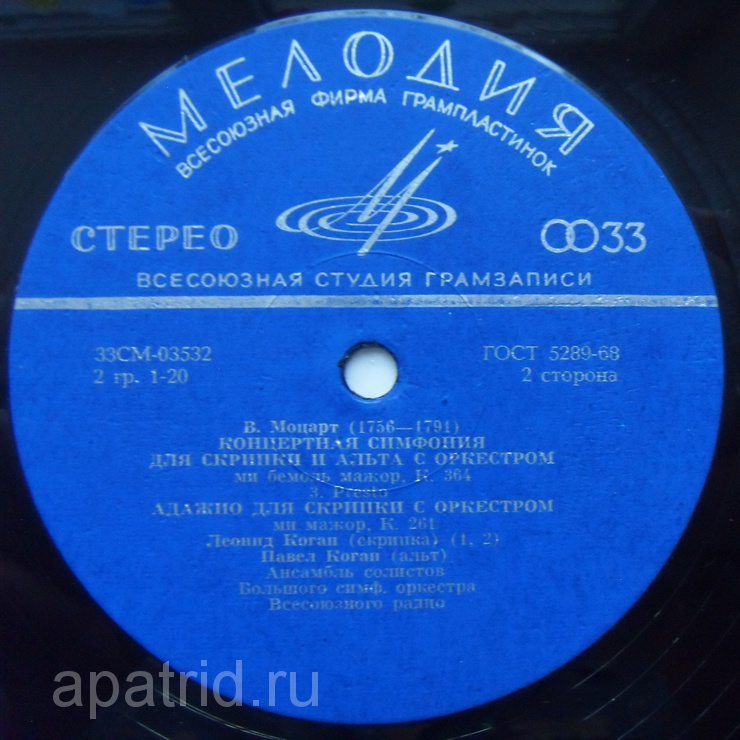 МЕЛОДИЯ
ВСЕСОЮЗНАЯ ФИРМА ГРАМПЛАСТИНОК
СТЕРЕО
33
ВСЕСОЮЗНАЯ СТУДИЯ ГРАМЗАПИСИ
33СМ-03532
ГОСТ 5289-68
2 гр. 1-20
2 сторона
В. Моцарт (1756—1791)
КОНЦЕРТНАЯ СИМФОНИЯ
ДЛЯ СКРИПКИ И АЛЬТА С ОРКЕСТРОМ
ми бемоль мажор, К. 364
3. Presto
АДАЖИО ДЛЯ СКРИПКИ С ОРКЕСТРОМ
ми мажор, К. 261
Леонид Коган (скрипка) (1, 2)
Павел Коган (альт)
Ансамбль солистов
Большого симф. оркестра
Всесоюзного радио
apatrid.ru